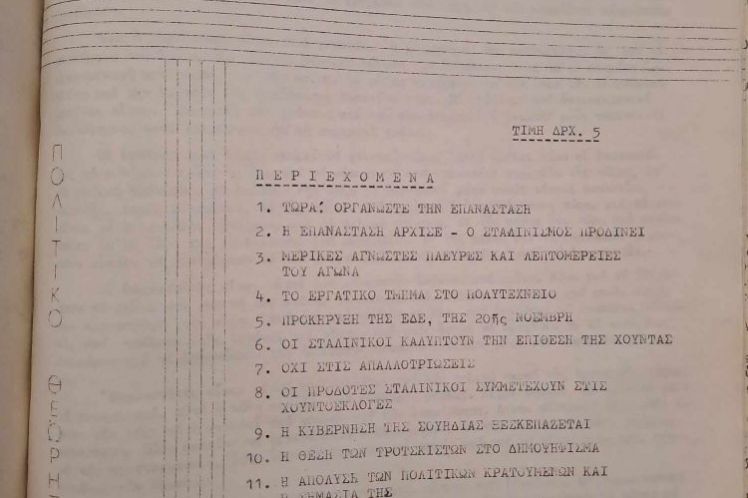 ΤΙΜΗ ΔΡΧ. 5
Π Ε Ρ Ι Ε Χ Ο Μ Ε Ν Α
1. ΤΩΡΑ! ΟΡΓΑΝΩΣΤΕ ΤΗΝ ΕΠΑΝΑΣΤΑΣΗ
2. Η ΕΠΑΝΑΣΤΑΣΗ ΑΡΧΙΣΕ - Ο ΣΤΑΛΙΝΙΣΜΟΣ ΠΡΟΔΙΝΕΙ
3. ΜΕΡΙΚΕΣ ΑΓΝΩΣΤΕΣ ΠΛΕΥΡΕΣ ΚΑΙ ΛΕΠΤΟΜΕΡΕΙΕΣ
ΤΟΥ ΑΓΩΝΑ
4. ΤΟ ΕΡΓΑΤΙΚΟ ΤΜΗΜΑ ΣΤΟ ΠΟΛΥΤΕΧΝΕΙΟ
5. ΠΡΟΚΗΡΥΞΗ ΤΗΣ ΕΔΕ, ΤΗΣ 20ης ΝΟΕΜΒΡΗ
6. ΟΙ ΣΤΑΛΙΝΙΚΟΙ ΚΑΛΥΠΤΟΥΝ ΤΗΝ ΕΠΙΘΕΣΗ ΤΗΣ ΧΟΥΝΤΑΣ
7. ΟΧΙ ΣΤΙΣ ΑΠΑΛΛΟΤΡΙΩΣΕΙΣ
8. ΟΙ ΠΡΟΔΟΤΕΣ ΣΤΑΛΙΝΙΚΟΙ ΣΥΜΜΕΤΕΧΟΥΝ ΣΤΙΣ
ΧΟΥΝΤΟΕΚΛΟΓΕΣ
9. Η ΚΥΒΕΡΝΗΣΗ ΤΗΣ ΣΟΥΗΔΙΑΣ ΞΕΣΚΕΠΑΖΕΤΑΙ
10. Η ΘΕΣΗ ΤΩΝ ΤΡΟΤΣΚΙΣΤΩΝ ΣΤΟ ΔΗΜΟΨΗΦΙΣΜΑ
11. Η ΑΠΟΛΥΣΗ ΤΩΝ ΠΟΛΙΤΙΚΩΝ ΚΡΑΤΟΥΜΕΝΩΝ ΚΑΙ
Η ΣΗΜΑΣΙΑ ΤΗΣ
ΠΟΛΙΤΙΚΟ